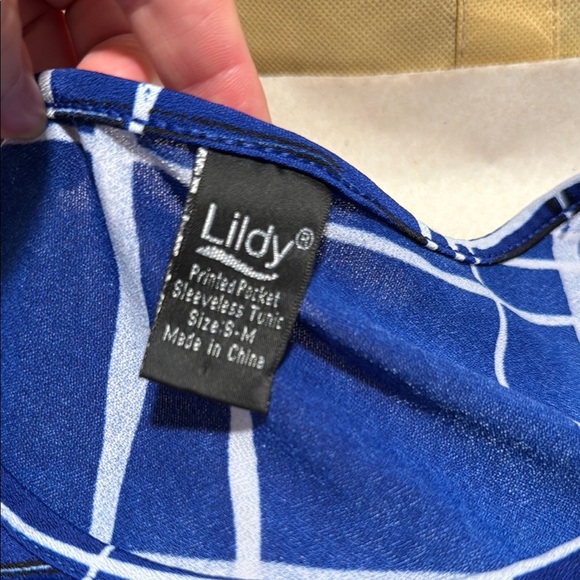 Lildy®
Printed Pocket
Sleeveless Tunic
Size:S-M
Made in China